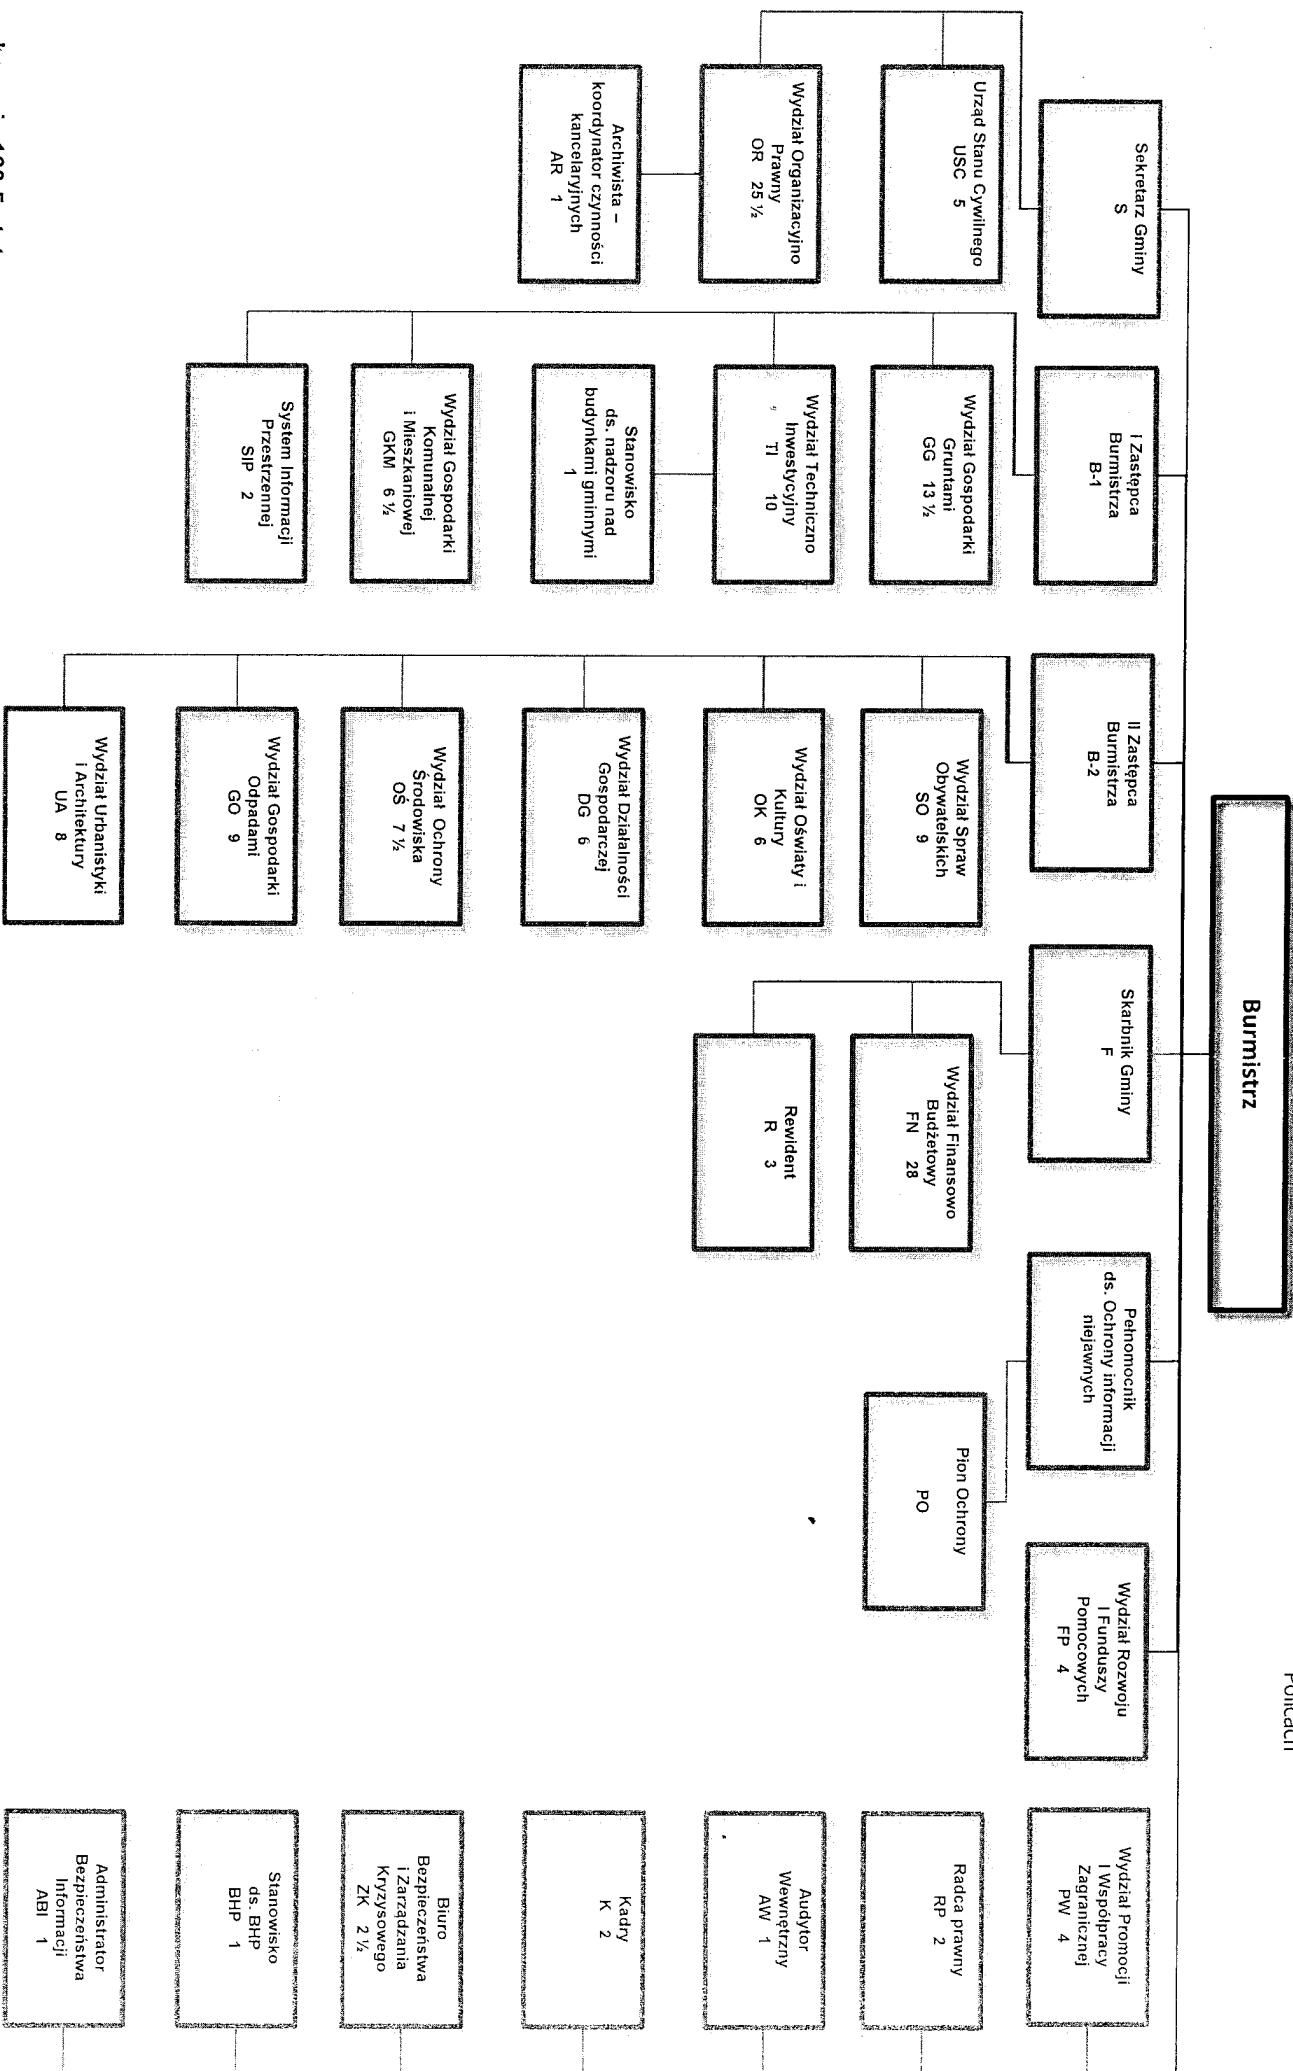 Policach
Burmistrz
Sekretarz Gminy
S
Urząd Stanu Cywilnego
USC 5
Wydział Organizacyjno
Prawny
OR 25 ½
Archiwista –
koordynator czynności
kancelaryjnych
AR 1
I Zastępca
Burmistrza
B-1
Wydział Gospodarki
Gruntami
GG 13 ½
Wydział Techniczno
Inwestycyjny
TI 10
Stanowisko
ds. nadzoru nad
budynkami gminnymi
1
Wydział Gospodarki
Komunalnej
i Mieszkaniowej
GKM 6 ½
System Informacji
Przestrzennej
SIP 2
II Zastępca
Burmistrza
B-2
Wydział Spraw
Obywatelskich
SO 9
Wydział Oświaty i
Kultury
OK 6
Wydział Działalności
Gospodarczej
DG 6
Wydział Ochrony
Środowiska
OŚ 7 ½
Wydział Gospodarki
Odpadami
GO 9
Wydział Urbanistyki
i Architektury
UA 8
Skarbnik Gminy
F
Wydział Finansowo
Budżetowy
FN 28
Rewident
R 3
Pełnomocnik
ds. Ochrony informacji
niejawnych
Pion Ochrony
PO
Wydział Rozwoju
I Funduszy
Pomocowych
FP 4
Wydział Promocji
I Współpracy
Zagranicznej
PW 4
Radca prawny
RP 2
Audytor
Wewnętrzny
AW 1
Kadry
K 2
Biuro
Bezpieczeństwa
i Zarządzania
Kryzysowego
ZK 2 ½
Stanowisko
ds. BHP
BHP 1
Administrator
Bezpieczeństwa
Informacji
ABI 1